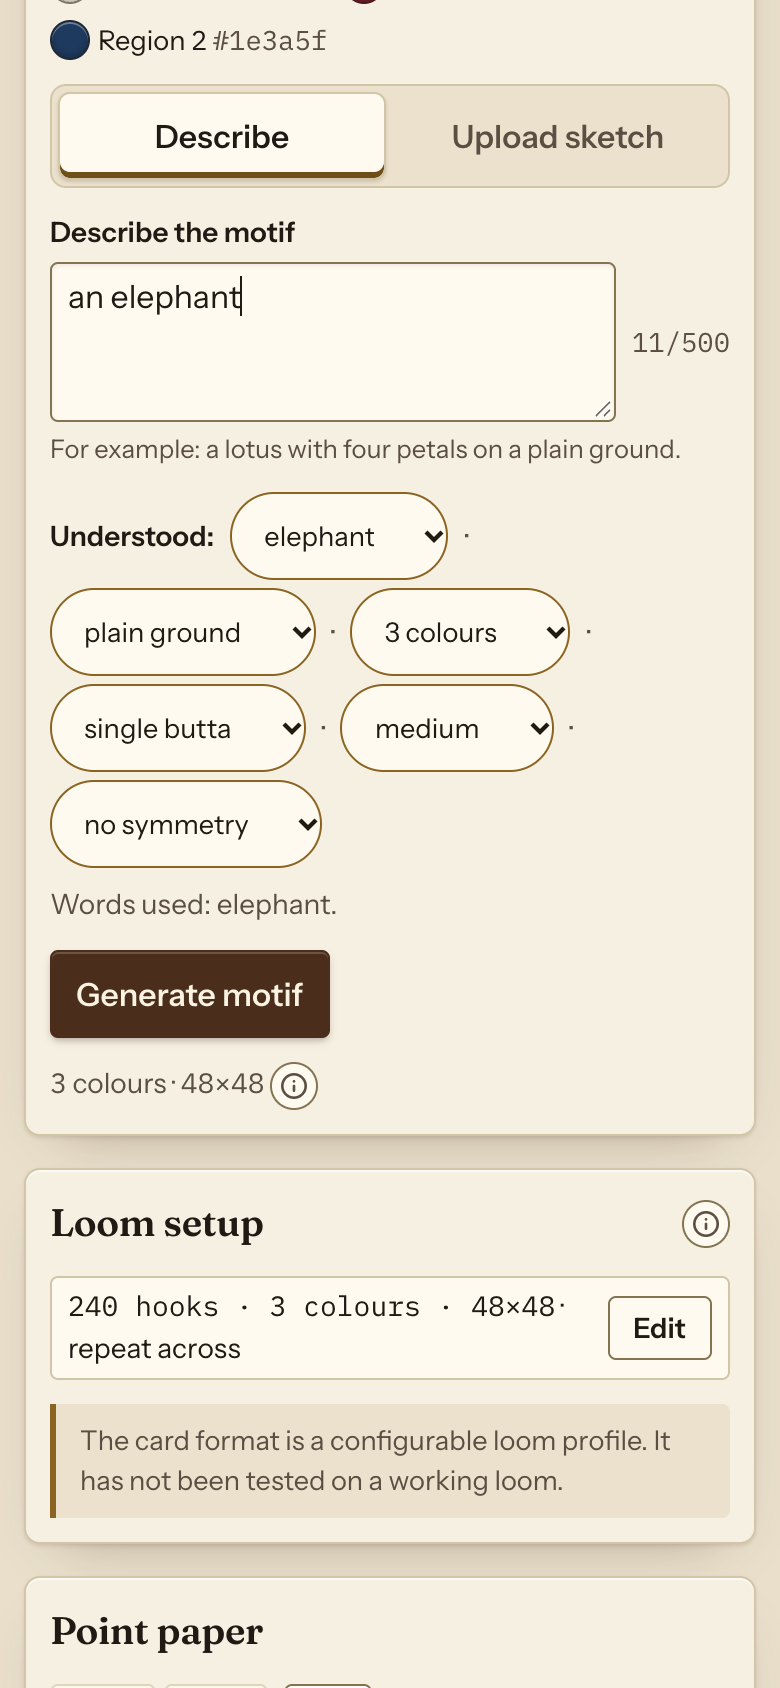 Region 2 #1e3a5f
Describe
Upload sketch
Describe the motif
an elephant
11/500
For example: a lotus with four petals on a plain ground.
Understood: elephant ·
plain ground · 3 colours ·
single butta · medium ·
no symmetry
Words used: elephant.
Generate motif
3 colours · 48×48
Loom setup
240 hooks · 3 colours · 48×48 ·
repeat across
Edit
The card format is a configurable loom profile. It
has not been tested on a working loom.
Point paper